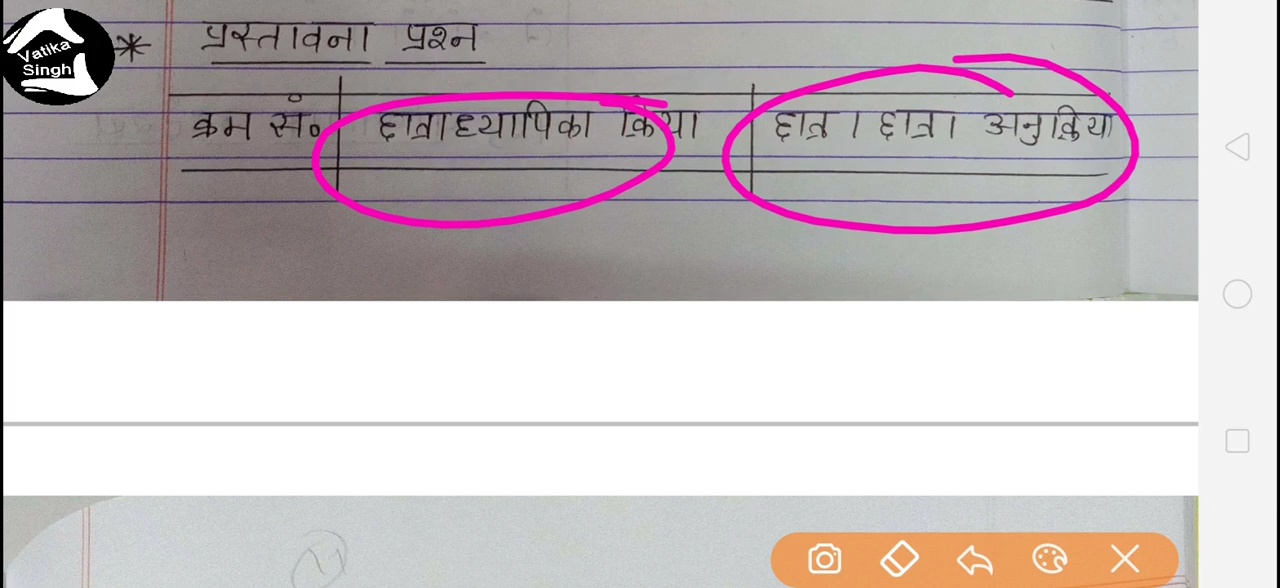 Vatika
Singh
* प्रस्तावना प्रश्न
क्रम सं० छात्राध्यापिका क्रिया छात्र । छात्रा अनुक्रिया